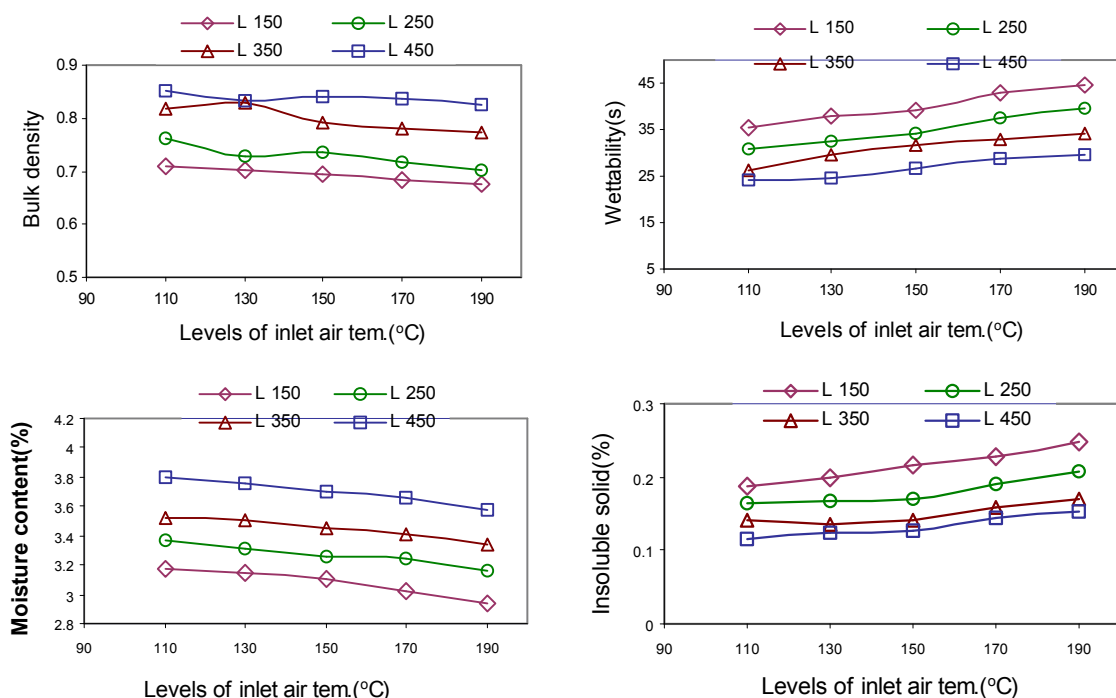 L 150 L 250
L 350 L 450
0.9
0.8
0.7
0.6
0.5
Bulk density
90 110 130 150 170 190
Levels of inlet air tem.(°C)
L 150 L 250
L 350 L 450
45
35
25
15
5
Wettability(s)
90 110 130 150 170 190
Levels of inlet air tem.(°C)
L 150 L 250
L 350 L 450
4.2
4
3.8
3.6
3.4
3.2
3
2.8
Moisture content(%)
90 110 130 150 170 190
Levels of inlet air tem.(°C)
L 150 L 250
L 350 L 450
0.3
0.2
0.1
0
Insoluble solid(%)
90 110 130 150 170 190
Levels of inlet air tem.(°C)